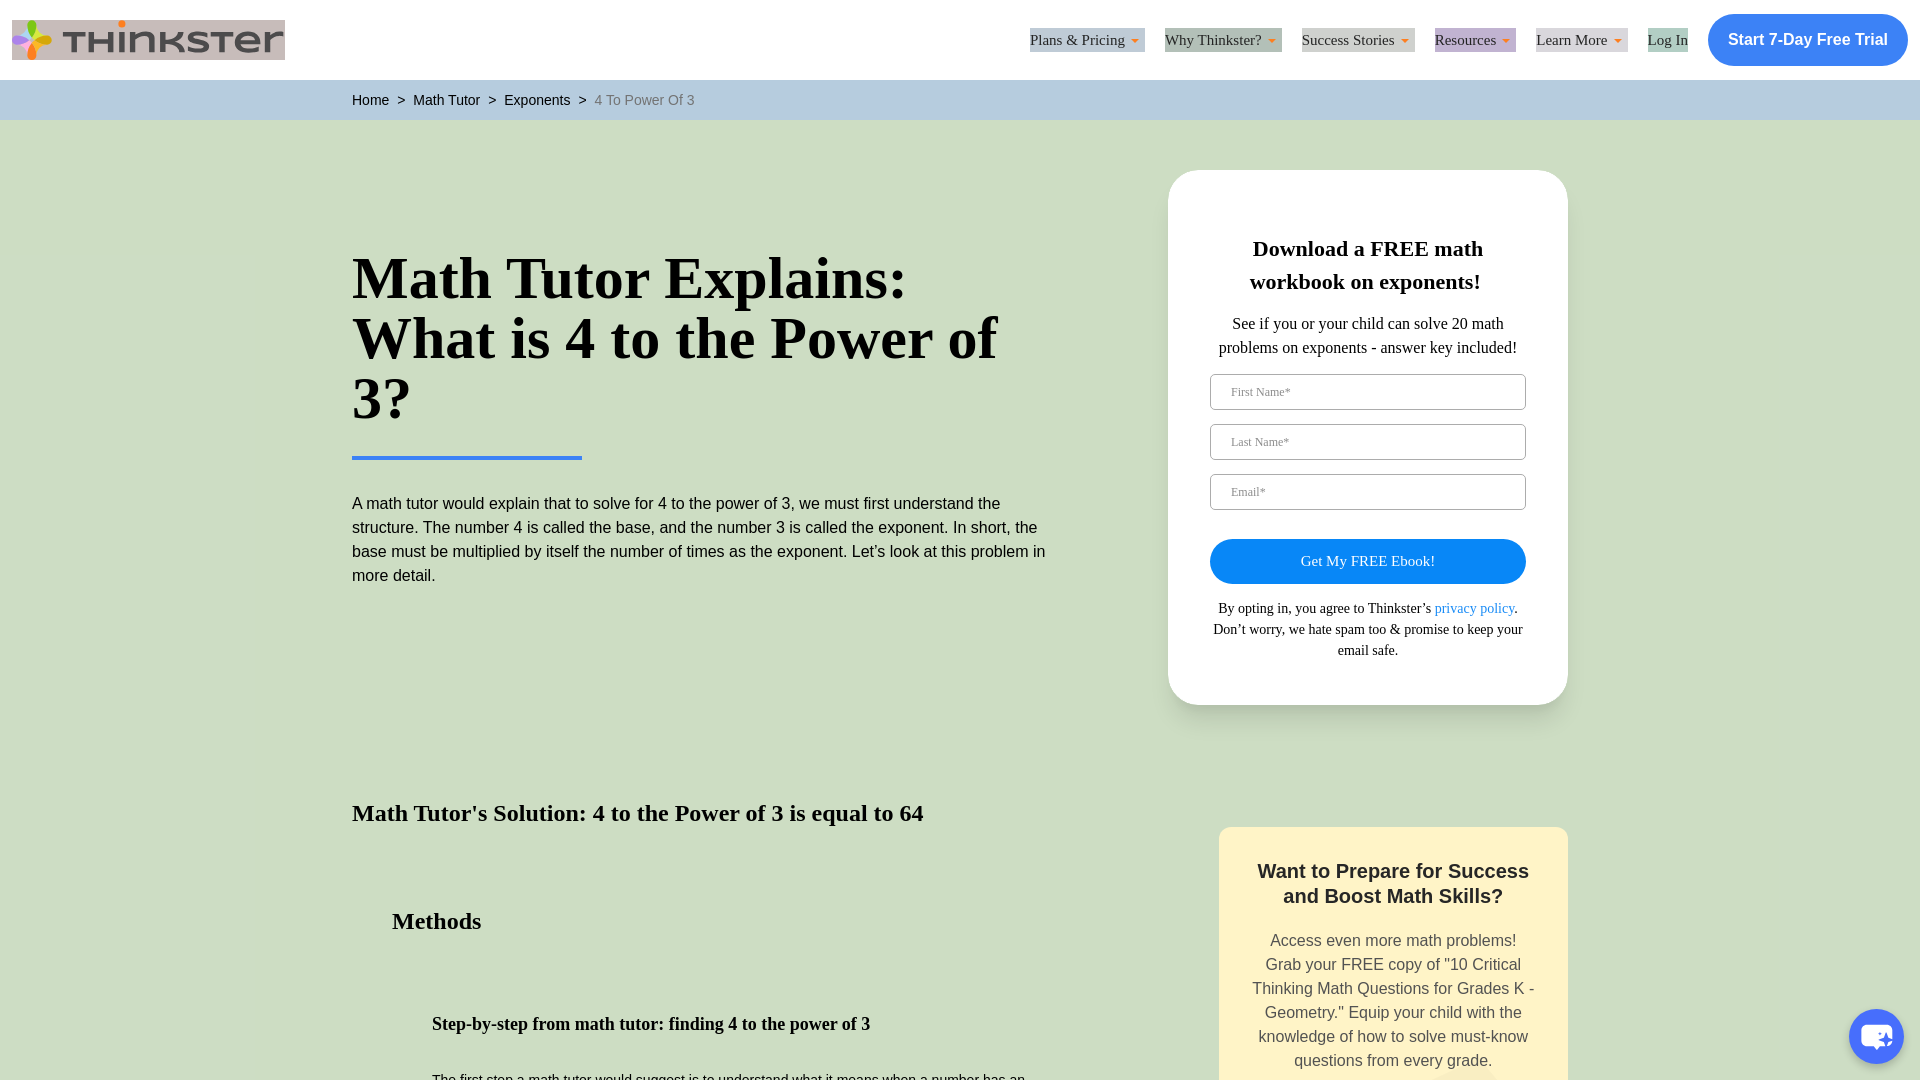 THINKSTER
Plans & Pricing
Why Thinkster?
Success Stories
Resources
Learn More
Log In
Start 7-Day Free Trial
Home > Math Tutor > Exponents > 4 To Power Of 3
Math Tutor Explains:
What is 4 to the Power of
3?
A math tutor would explain that to solve for 4 to the power of 3, we must first understand the
structure. The number 4 is called the base, and the number 3 is called the exponent. In short, the
base must be multiplied by itself the number of times as the exponent. Let’s look at this problem in
more detail.
Download a FREE math
workbook on exponents!
See if you or your child can solve 20 math
problems on exponents - answer key included!
First Name*
Last Name*
Email*
Get My FREE Ebook!
By opting in, you agree to Thinkster’s privacy policy.
Don’t worry, we hate spam too & promise to keep your
email safe.
Math Tutor's Solution: 4 to the Power of 3 is equal to 64
Methods
Step-by-step from math tutor: finding 4 to the power of 3
The first step a math tutor would suggest is to understand what it means when a number has an
Want to Prepare for Success
and Boost Math Skills?
Access even more math problems!
Grab your FREE copy of "10 Critical
Thinking Math Questions for Grades K -
Geometry." Equip your child with the
knowledge of how to solve must-know
questions from every grade.